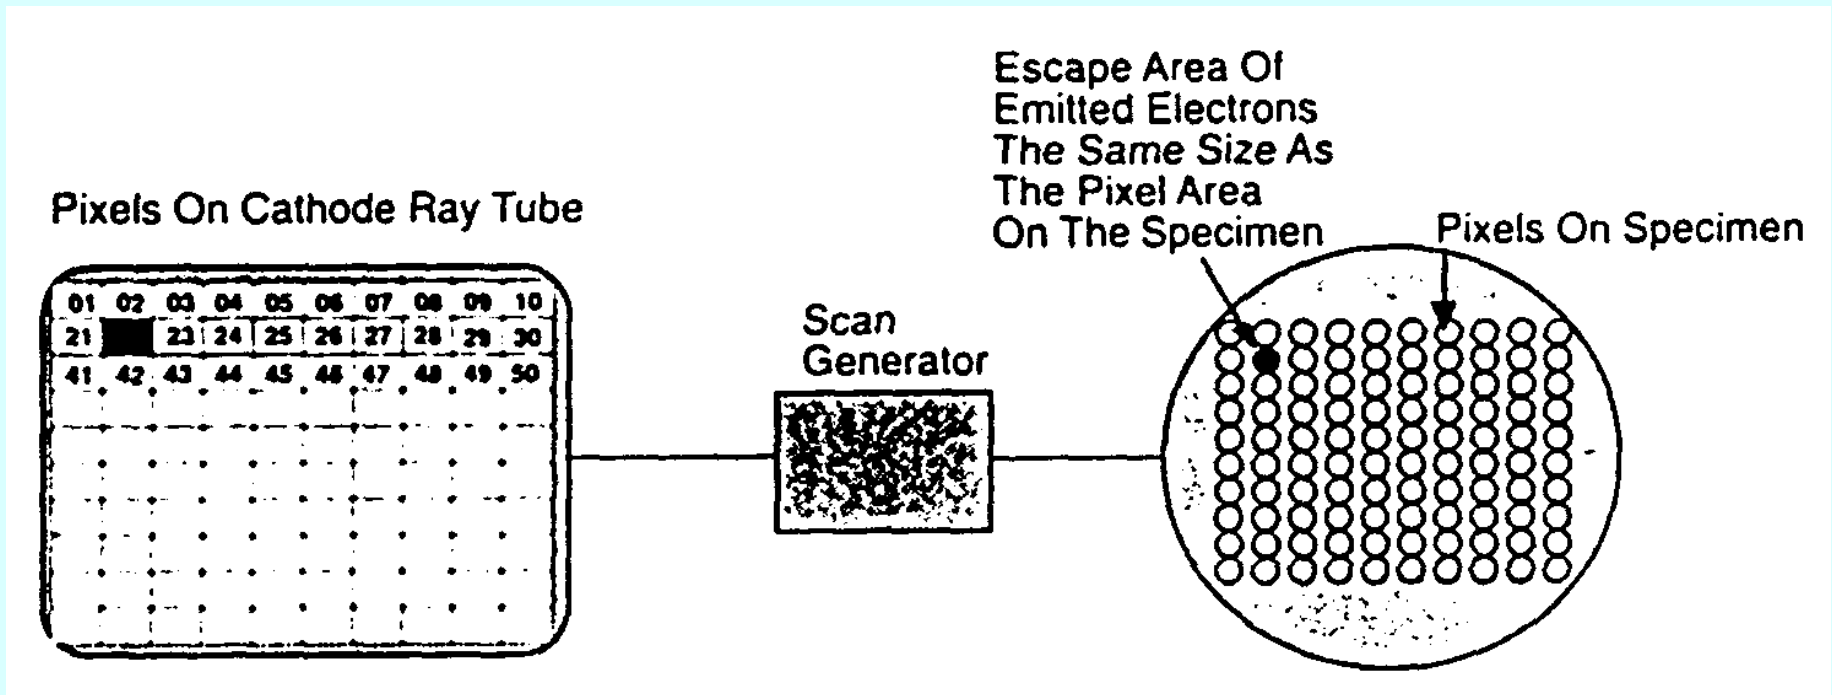 Escape Area Of
Emitted Electrons
The Same Size As
The Pixel Area
On The Specimen
Pixels On Cathode Ray Tube
Pixels On Specimen
Scan
Generator
01 02 03 04 05 06 07 08 09 10
21 23 24 25 26 27 28 29 30
41 42 43 44 45 46 47 48 49 50